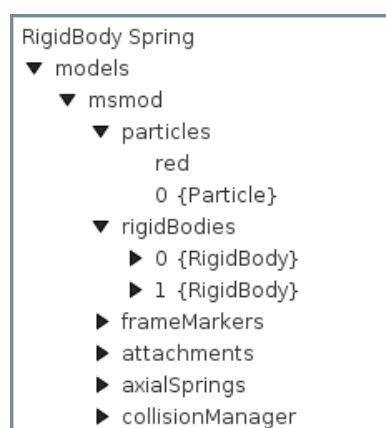 RigidBody Spring
models
msmod
particles
red
0 {Particle}
rigidBodies
0 {RigidBody}
1 {RigidBody}
frameMarkers
attachments
axialSprings
collisionManager